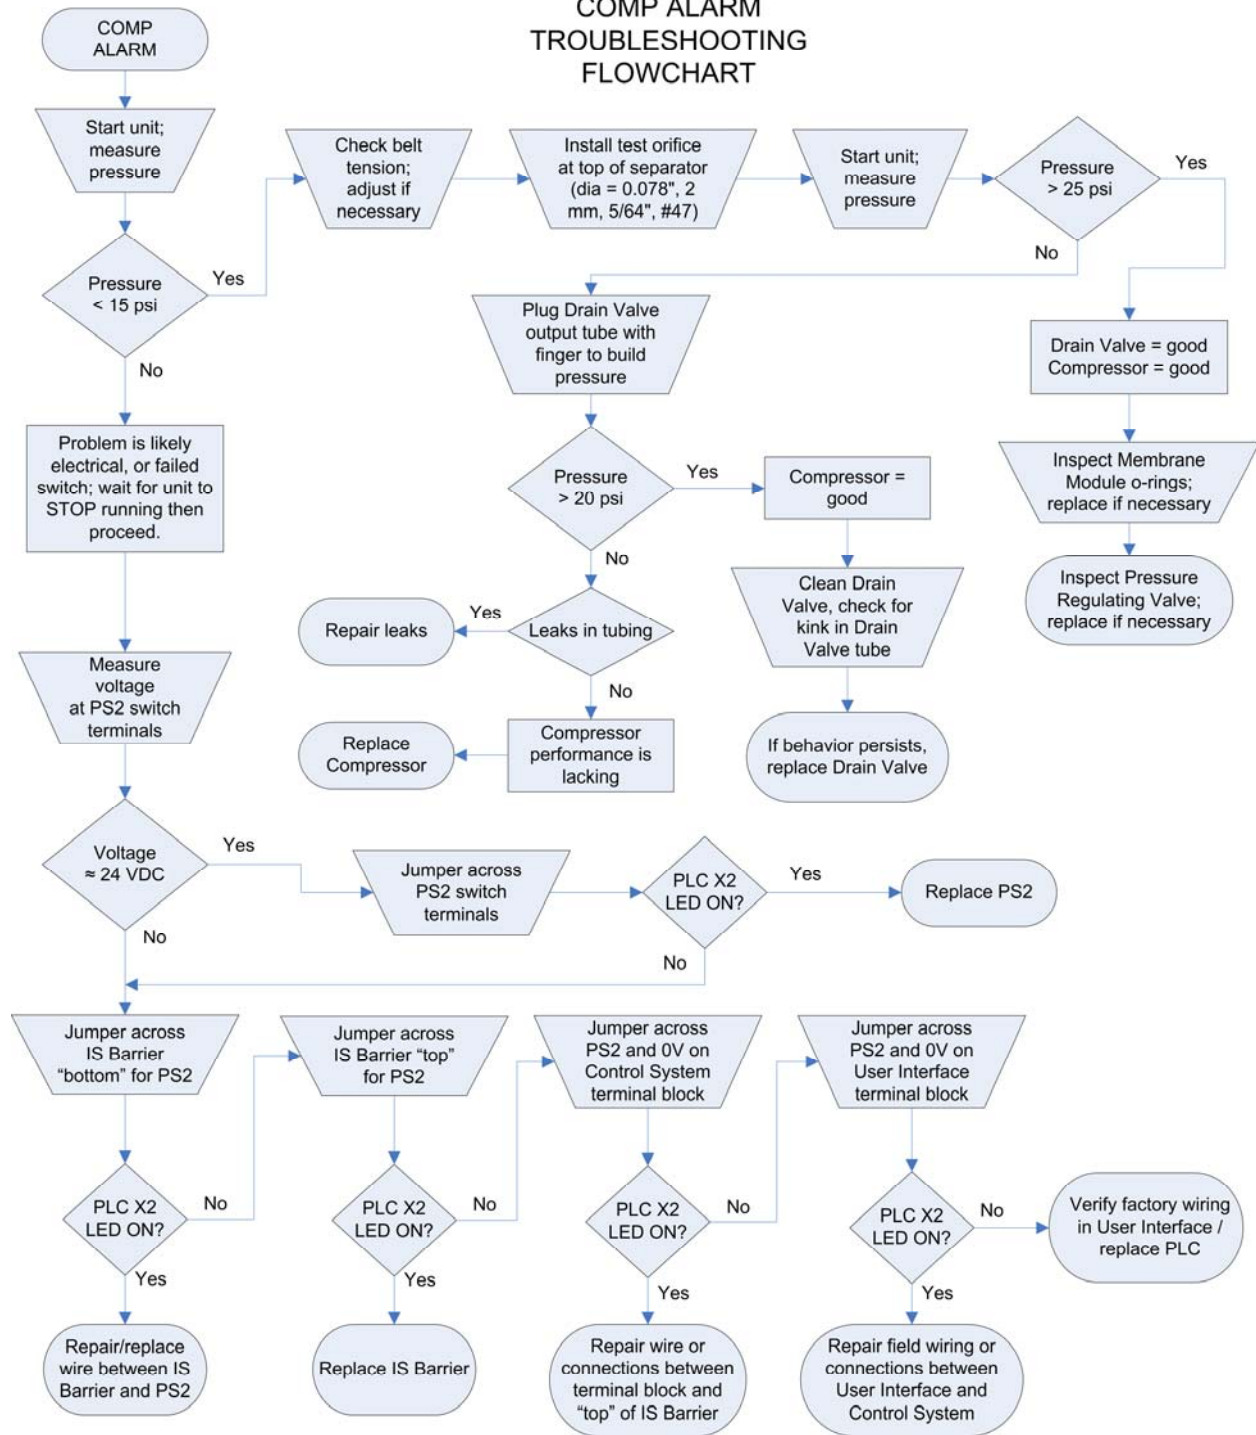 COMP ALARM
TROUBLESHOOTING
FLOWCHART
COMP
ALARM
Start unit;
measure
pressure
Check belt
tension;
adjust if
necessary
Install test orifice
at top of separator
(dia = 0.078", 2
mm, 5/64", #47)
Start unit;
measure
pressure
Pressure
> 25 psi
Yes
No
Pressure
< 15 psi
Yes
No
Plug Drain Valve
output tube with
finger to build
pressure
Drain Valve = good
Compressor = good
Inspect Membrane
Module o-rings;
replace if necessary
Inspect Pressure
Regulating Valve;
replace if necessary
Problem is likely
electrical, or failed
switch; wait for unit to
STOP running then
proceed.
Pressure
> 20 psi
Yes
No
Compressor =
good
Clean Drain
Valve, check for
kink in Drain
Valve tube
If behavior persists,
replace Drain Valve
Leaks in tubing
Yes
No
Repair leaks
Compressor
performance is
lacking
Replace
Compressor
Measure
voltage
at PS2 switch
terminals
Voltage
≈ 24 VDC
Yes
No
Jumper across
PS2 switch
terminals
PLC X2
LED ON?
Yes
No
Replace PS2
Jumper across
IS Barrier
“bottom” for PS2
Jumper across
IS Barrier “top”
for PS2
Jumper across
PS2 and 0V on
Control System
terminal block
Jumper across
PS2 and 0V on
User Interface
terminal block
PLC X2
LED ON?
No
Yes
PLC X2
LED ON?
No
Yes
PLC X2
LED ON?
No
Yes
PLC X2
LED ON?
No
Yes
Verify factory wiring
in User Interface /
replace PLC
Repair/replace
wire between IS
Barrier and PS2
Replace IS Barrier
Repair wire or
connections between
terminal block and
“top” of IS Barrier
Repair field wiring or
connections between
User Interface and
Control System